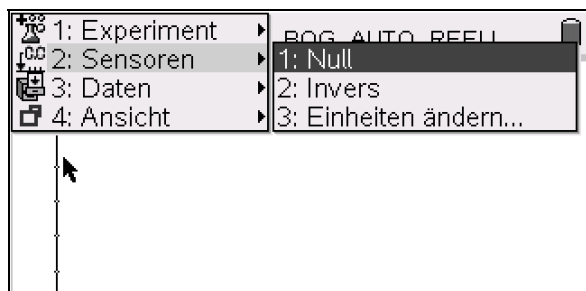 1: Experiment
2: Sensoren
3: Daten
4: Ansicht
1: Null
2: Invers
3: Einheiten ändern...